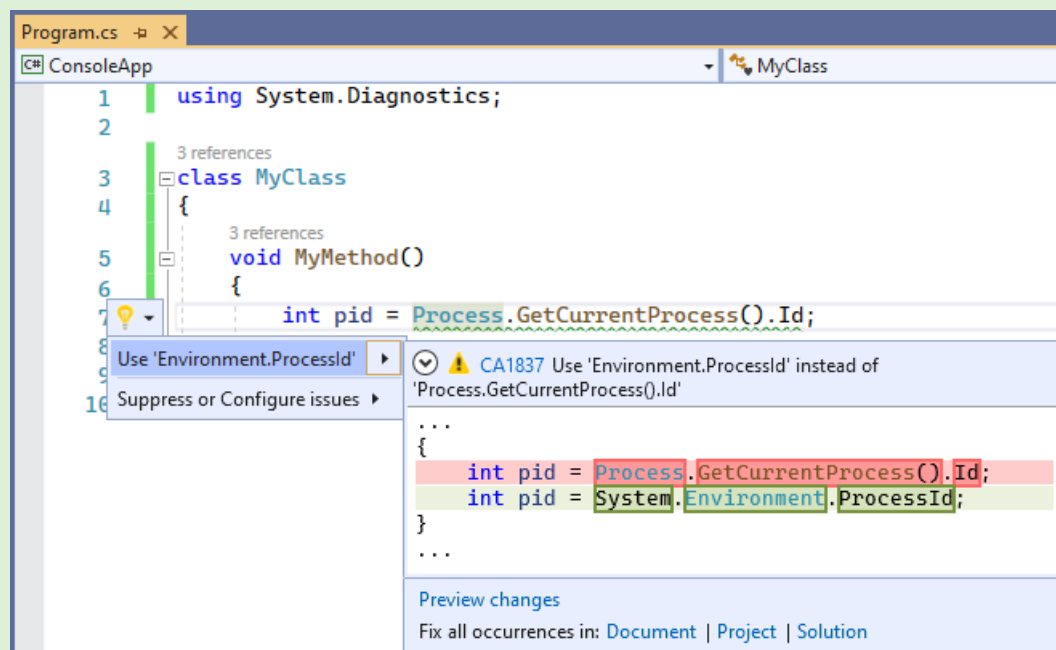 Program.cs
C# ConsoleApp MyClass
1 using System.Diagnostics;
2
3 references
3 class MyClass
4 {
3 references
5 void MyMethod()
6 {
7 int pid = Process.GetCurrentProcess().Id;
8
Use 'Environment.ProcessId'
9
Suppress or Configure issues
10
CA1837 Use 'Environment.ProcessId' instead of
'Process.GetCurrentProcess().Id'
...
{
int pid = Process.GetCurrentProcess().Id;
int pid = System.Environment.ProcessId;
}
...
Preview changes
Fix all occurrences in: Document | Project | Solution